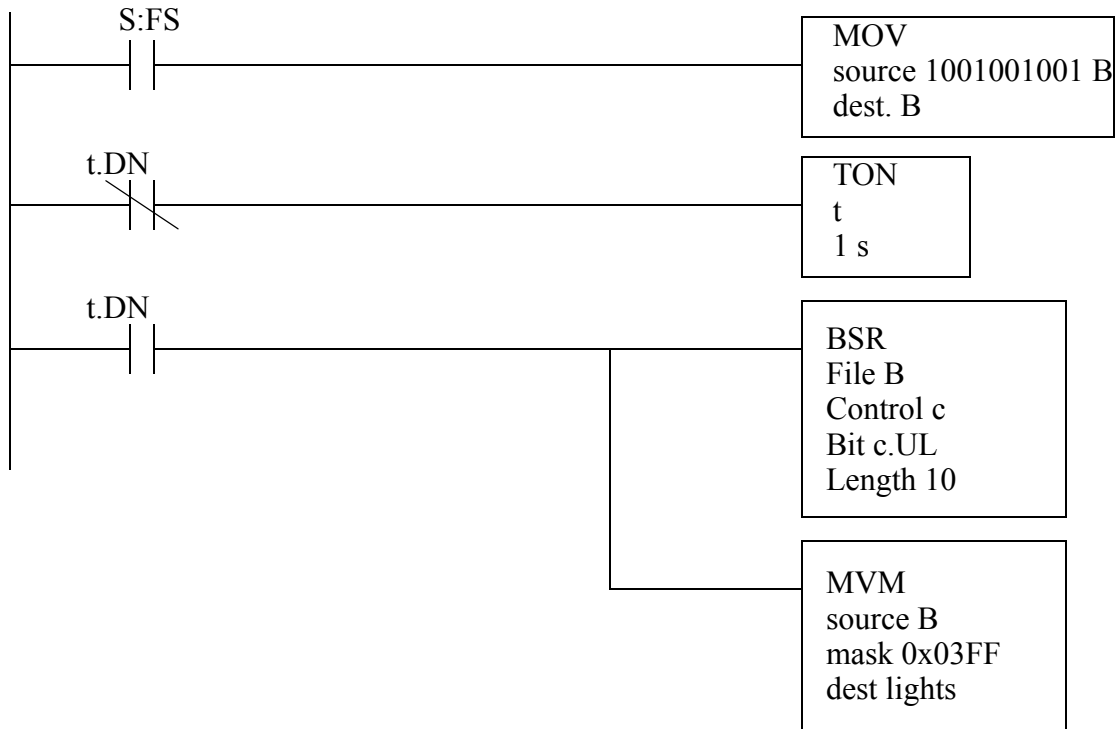 S:FS
MOV
source 1001001001 B
dest. B
t.DN
TON
t
1 s
t.DN
BSR
File B
Control c
Bit c.UL
Length 10
MVM
source B
mask 0x03FF
dest lights